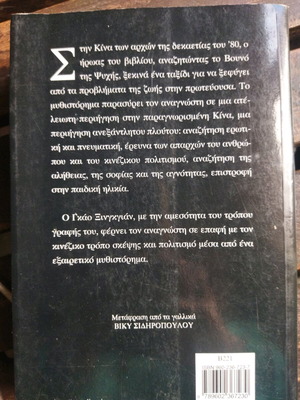 Στην Κίνα των αρχών της δεκαετίας του '80, ο
ήρωας του βιβλίου, αναζητώντας το Βουνό
της Ψυχής, ξεκινά ένα ταξίδι για να ξεφύγει
από τα προβλήματα της ζωής στην πρωτεύουσα. Το
μυθιστόρημα παρασύρει τον αναγνώστη σε μια ατέ-
λειωτη περιήγηση στην παραγνωρισμένη Κίνα, μια
περιήγηση ανεξάντλητου πλούτου: αναζήτηση ερωτι-
κή και πνευματική, έρευνα των απαρχών του ανθρώ-
που και του κινέζικου πολιτισμού, αναζήτηση της
αλήθειας, της σοφίας και της αγνότητας, επιστροφή
στην παιδική ηλικία.
Ο Γκάο Ξινγκγιάν, με την αμεσότητα του τρόπου
γραφής του, φέρνει τον αναγνώστη σε επαφή με τον
κινέζικο τρόπο σκέψης και πολιτισμό μέσα από ένα
εξαιρετικό μυθιστόρημα.
Μετάφραση από τα γαλλικά
ΒΙΚΥ ΣΙΔΗΡΟΠΟΥΛΟΥ